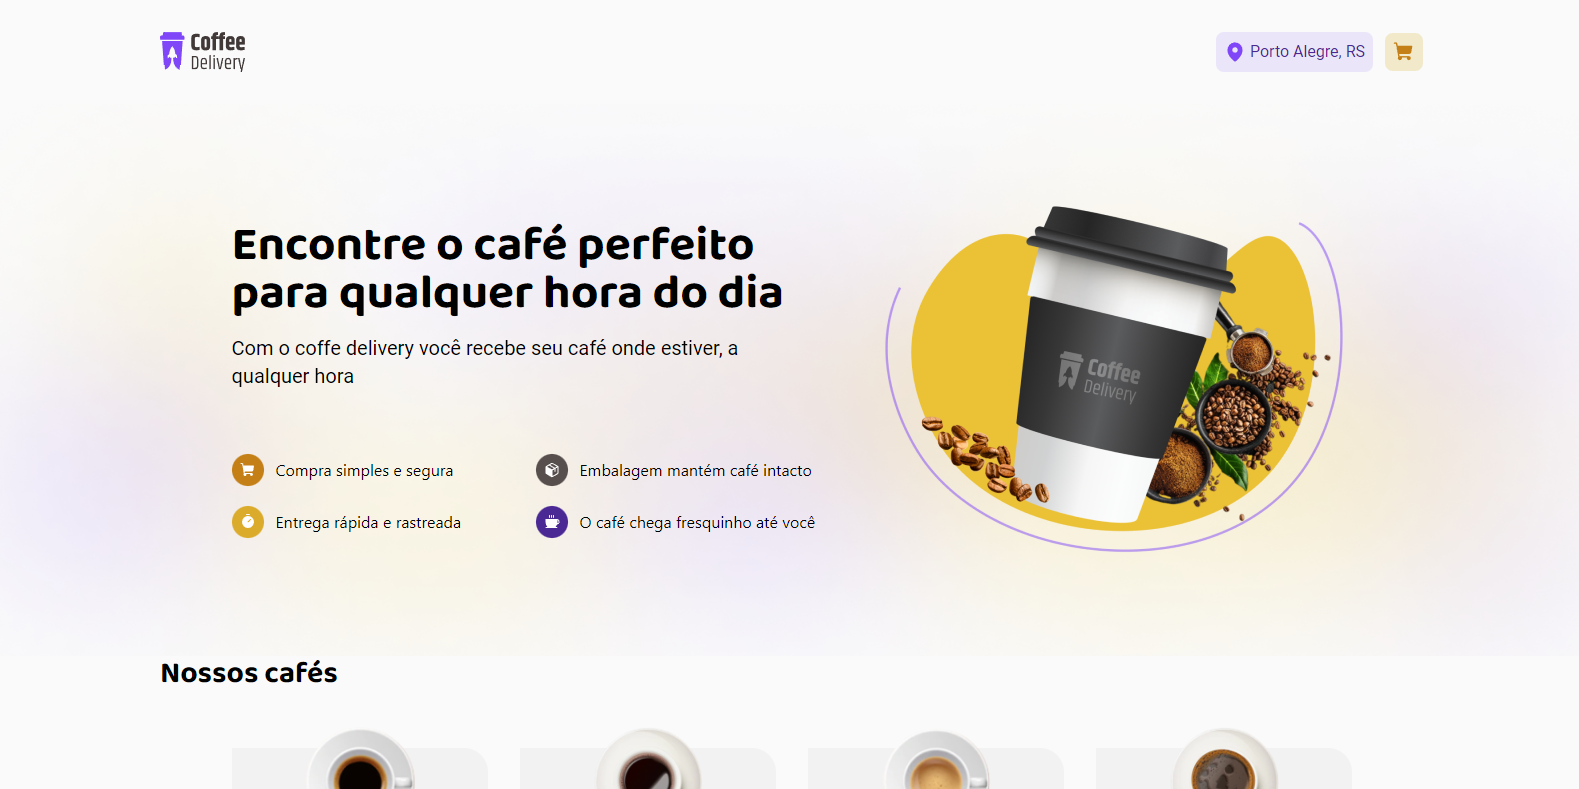 Coffee
Delivery
Porto Alegre, RS
Encontre o café perfeito
para qualquer hora do dia
Com o coffe delivery você recebe seu café onde estiver, a
qualquer hora
Compra simples e segura
Embalagem mantém café intacto
Entrega rápida e rastreada
O café chega fresquinho até você
Coffee
Delivery
Nossos cafés